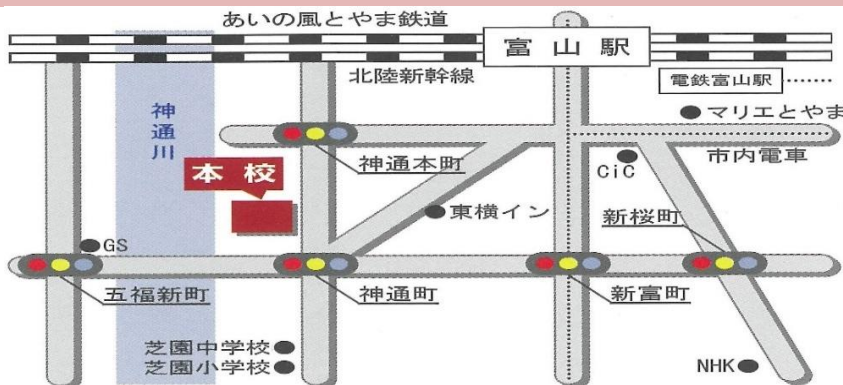 あいの風とやま鉄道
富山駅
北陸新幹線
電鉄富山駅
神通川
マリエとやま
神通本町
市内電車
CiC
本校
東横イン
新桜町
GS
五福新町
神通町
新富町
芝園中学校
芝園小学校
NHK